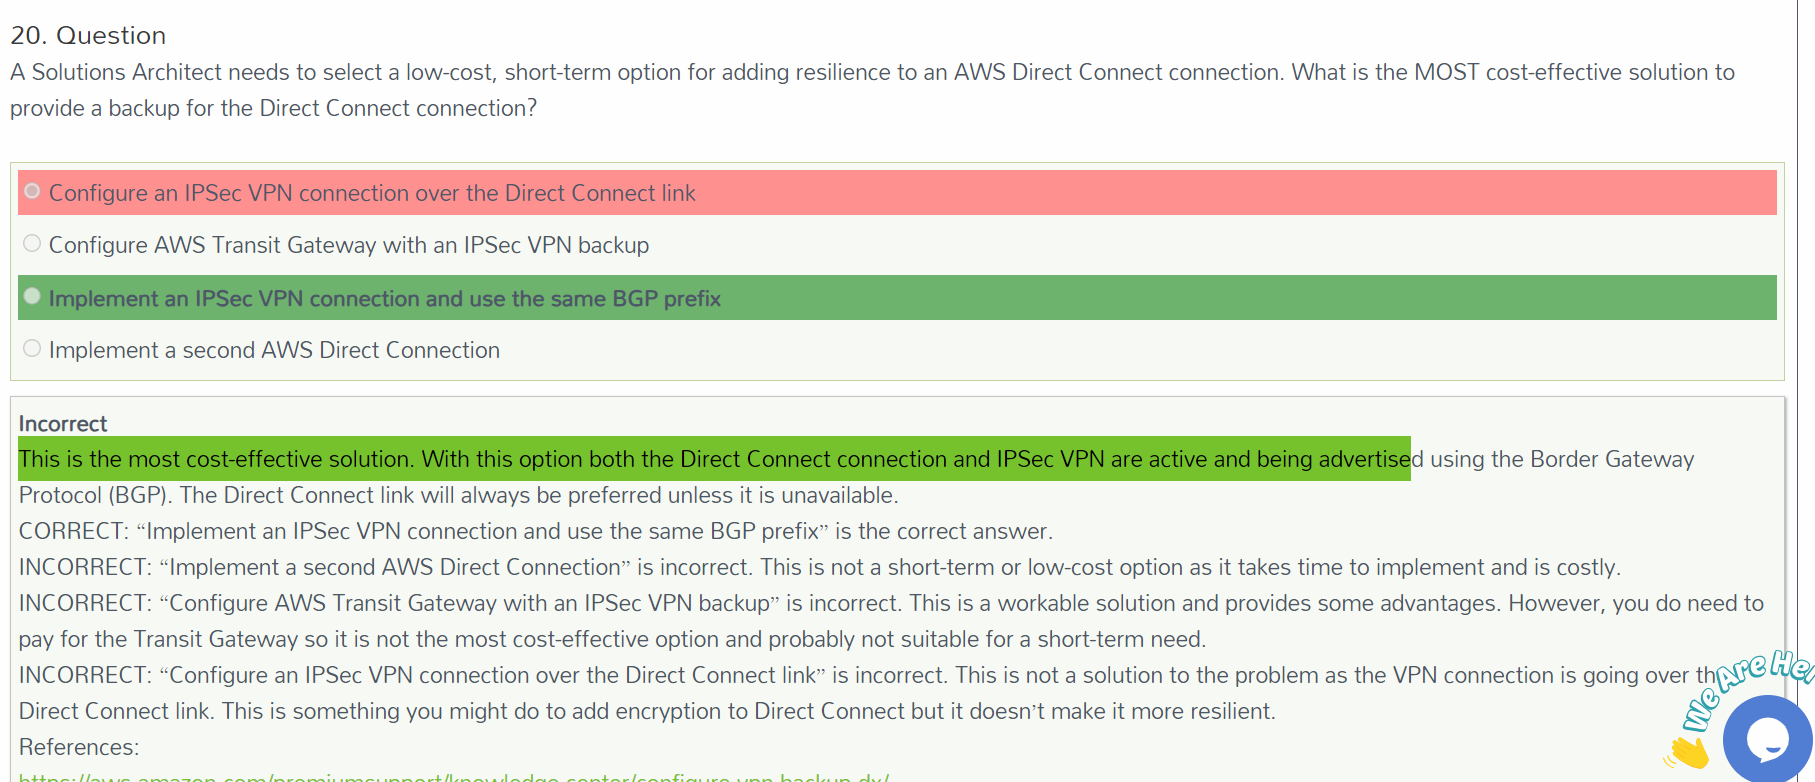 20. Question
A Solutions Architect needs to select a low-cost, short-term option for adding resilience to an AWS Direct Connect connection. What is the MOST cost-effective solution to
provide a backup for the Direct Connect connection?
Configure an IPSec VPN connection over the Direct Connect link
Configure AWS Transit Gateway with an IPSec VPN backup
Implement an IPSec VPN connection and use the same BGP prefix
Implement a second AWS Direct Connection
Incorrect
This is the most cost-effective solution. With this option both the Direct Connect connection and IPSec VPN are active and being advertised using the Border Gateway
Protocol (BGP). The Direct Connect link will always be preferred unless it is unavailable.
CORRECT: “Implement an IPSec VPN connection and use the same BGP prefix” is the correct answer.
INCORRECT: “Implement a second AWS Direct Connection” is incorrect. This is not a short-term or low-cost option as it takes time to implement and is costly.
INCORRECT: “Configure AWS Transit Gateway with an IPSec VPN backup” is incorrect. This is a workable solution and provides some advantages. However, you do need to
pay for the Transit Gateway so it is not the most cost-effective option and probably not suitable for a short-term need.
INCORRECT: “Configure an IPSec VPN connection over the Direct Connect link” is incorrect. This is not a solution to the problem as the VPN connection is going over th
Direct Connect link. This is something you might do to add encryption to Direct Connect but it doesn’t make it more resilient.
We Are Her
References:
https://aws.amazon.com/premiumsupport/knowledge-center/configure-vpn-backup-dx/